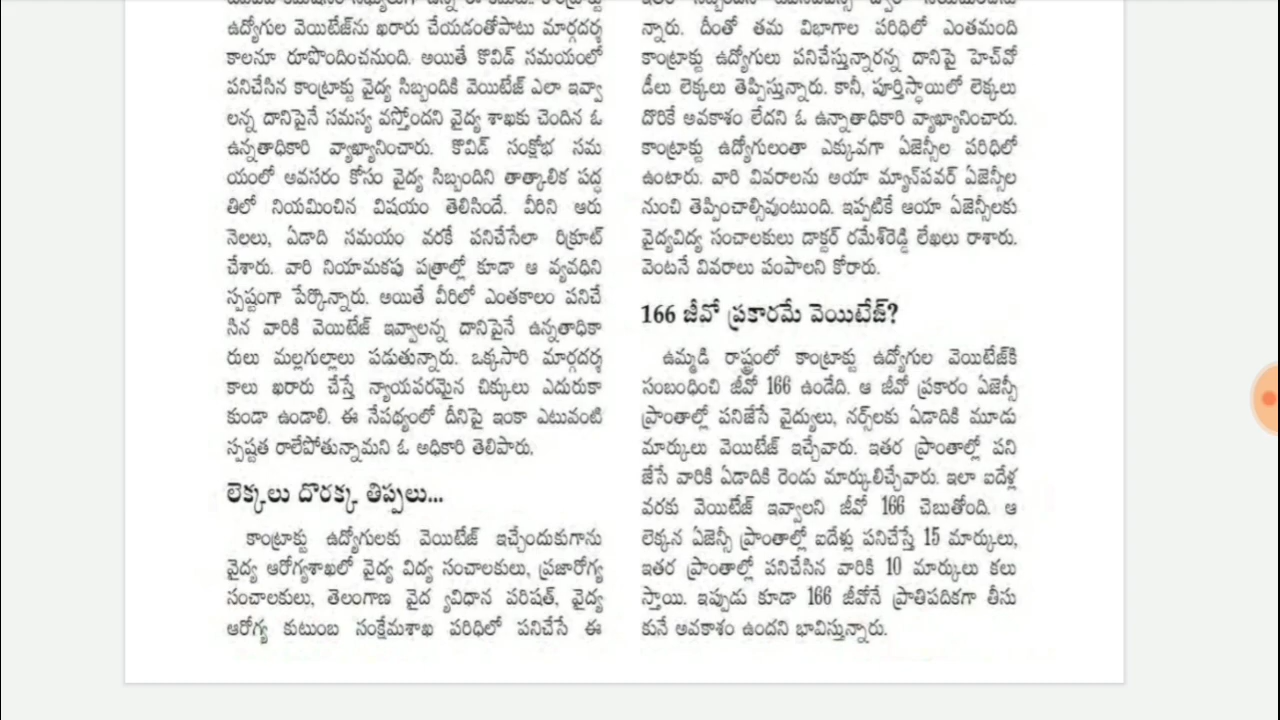 ఉద్యోగుల వెయిటేజ్‌ను ఖరారు చేయడంతోపాటు మార్గదర్శ
కాలనూ రూపొందించనుంది. అయితే కొవిడ్ సమయంలో
పనిచేసిన కాంట్రాక్టు వైద్య సిబ్బందికి వెయిటేజ్ ఎలా ఇవ్వా
లన్న దానిపైనే సమస్య వస్తోందని వైద్య శాఖకు చెందిన ఓ
ఉన్నతాధికారి వ్యాఖ్యానించారు. కొవిడ్ సంక్షోభ సమ
యంలో అవసరం కోసం వైద్య సిబ్బందిని తాత్కాలిక పద్ధ
తిలో నియమించిన విషయం తెలిసిందే. వీరిని ఆరు
నెలలు, ఏడాది సమయం వరకే పనిచేసేలా రిక్రూట్
చేశారు. వారి నియామకపు పత్రాల్లో కూడా ఆ వ్యవధిని
స్పష్టంగా పేర్కొన్నారు. అయితే వీరిలో ఎంతకాలం పనిచే
సిన వారికి వెయిటేజ్ ఇవ్వాలన్న దానిపైనే ఉన్నతాధికా
రులు మల్లగుల్లాలు పడుతున్నారు. ఒక్కసారి మార్గదర్శ
కాలు ఖరారు చేస్తే న్యాయపరమైన చిక్కులు ఎదురుకా
కుండా ఉండాలి. ఈ నేపథ్యంలో దీనిపై ఇంకా ఎటువంటి
స్పష్టత రాలేపోతున్నామని ఓ అధికారి తెలిపారు.
లెక్కలు దొరక్క తిప్పలు...
కాంట్రాక్టు ఉద్యోగులకు వెయిటేజ్ ఇచ్చేందుకుగాను
వైద్య ఆరోగ్యశాఖలో వైద్య విద్య సంచాలకులు, ప్రజారోగ్య
సంచాలకులు, తెలంగాణ వైద వ్యవిధాన పరిషత్, వైద్య
ఆరోగ్య కుటుంబ సంక్షేమశాఖ పరిధిలో పనిచేసే ఈ
న్నారు. దీంతో తమ విభాగాల పరిధిలో ఎంతమంది
కాంట్రాక్టు ఉద్యోగులు పనిచేస్తున్నారన్న దానిపై హెచ్‌వో
డీలు లెక్కలు తెప్పిస్తున్నారు. కానీ, పూర్తిస్థాయిలో లెక్కలు
దొరికే అవకాశం లేదని ఓ ఉన్నాతాధికారి వ్యాఖ్యానించారు.
కాంట్రాక్టు ఉద్యోగులంతా ఎక్కువగా ఏజెన్సీల పరిధిలో
ఉంటారు. వారి వివరాలను అయా మ్యాన్‌పవర్ ఏజెన్సీల
నుంచి తెప్పించాల్సివుంటుంది. ఇప్పటికే ఆయా ఏజెన్సీలకు
వైద్యవిద్య సంచాలకులు డాక్టర్ రమేశ్‌రెడ్డి లేఖలు రాశారు.
వెంటనే వివరాలు పంపాలని కోరారు.
166 జీవో ప్రకారమే వెయిటేజ్?
ఉమ్మడి రాష్ట్రంలో కాంట్రాక్టు ఉద్యోగుల వెయిటేజ్‌కి
సంబంధించి జీవో 166 ఉండేది. ఆ జీవో ప్రకారం ఏజెన్సీ
ప్రాంతాల్లో పనిజేసే వైద్యులు, నర్స్‌లకు ఏడాదికి మూడు
మార్కులు వెయిటేజ్ ఇచ్చేవారు. ఇతర ప్రాంతాల్లో పని
జేసే వారికి ఏడాదికి రెండు మార్కులిచ్చేవారు. ఇలా ఐదేళ్ల
వరకు వెయిటేజ్ ఇవ్వాలని జీవో 166 చెబుతోంది. ఆ
లెక్కన ఏజెన్సీ ప్రాంతాల్లో ఐదేళ్లు పనిచేస్తే 15 మార్కులు,
ఇతర ప్రాంతాల్లో పనిచేసిన వారికి 10 మార్కులు కలు
స్తాయి. ఇప్పుడు కూడా 166 జీవోనే ప్రాతిపదికగా తీసు
కునే అవకాశం ఉందని భావిస్తున్నారు.